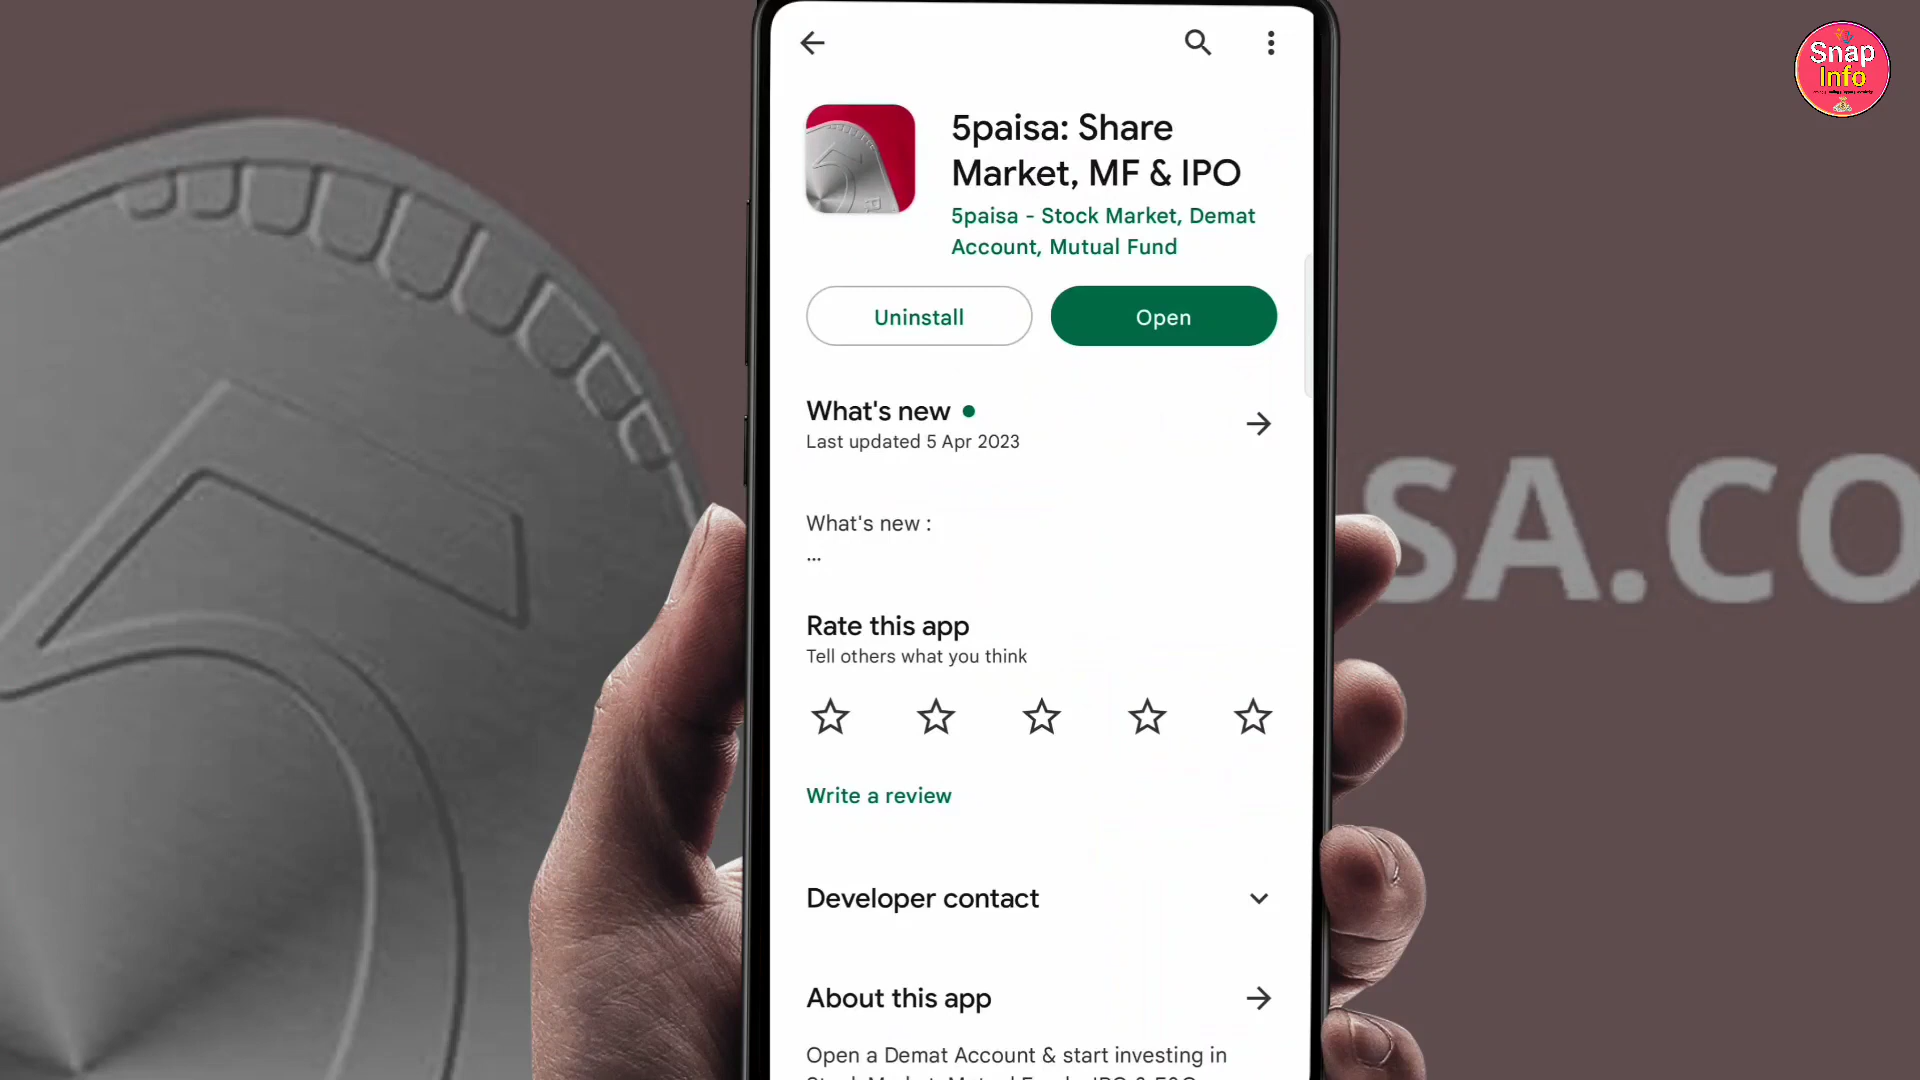 Snap
Info
5paisa: Share
Market, MF & IPO
5paisa - Stock Market, Demat
Account, Mutual Fund
Uninstall
Open
What's new
Last updated 5 Apr 2023
What's new :
...
SA.CO
Rate this app
Tell others what you think
Write a review
Developer contact
About this app
Open a Demat Account & start investing in